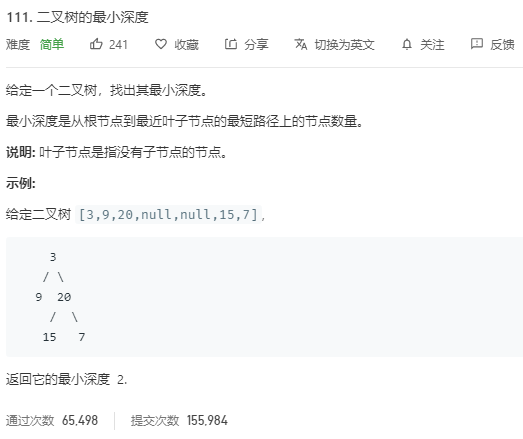 111. 二叉树的最小深度
难度 简单 241 收藏 分享 切换为英文 关注 反馈
给定一个二叉树，找出其最小深度。
最小深度是从根节点到最近叶子节点的最短路径上的节点数量。
说明: 叶子节点是指没有子节点的节点。
示例:
给定二叉树 [3,9,20,null,null,15,7],
3
/ \
9 20
/ \
15 7
返回它的最小深度 2.
通过次数 65,498 提交次数 155,984